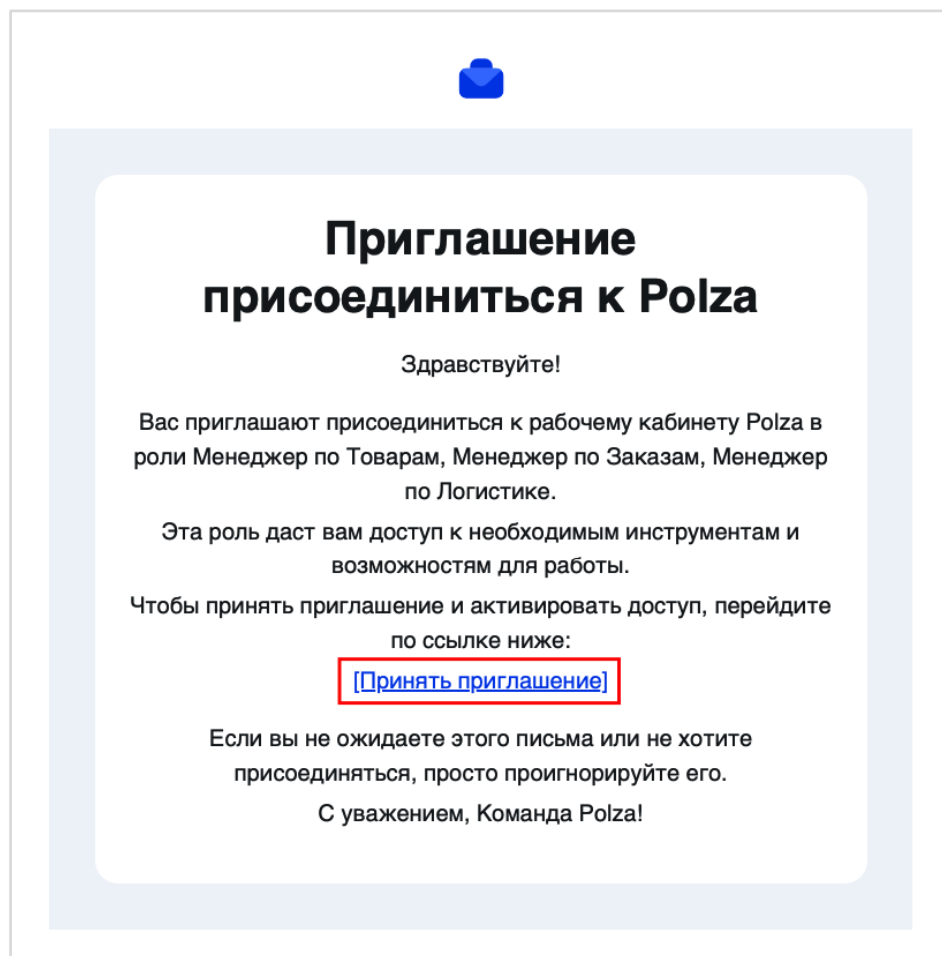 Приглашение
присоединиться к Polza
Здравствуйте!
Вас приглашают присоединиться к рабочему кабинету Polza в
роли Менеджер по Товарам, Менеджер по Заказам, Менеджер
по Логистике.
Эта роль даст вам доступ к необходимым инструментам и
возможностям для работы.
Чтобы принять приглашение и активировать доступ, перейдите
по ссылке ниже:
[Принять приглашение]
Если вы не ожидаете этого письма или не хотите
присоединяться, просто проигнорируйте его.
С уважением, Команда Polza!